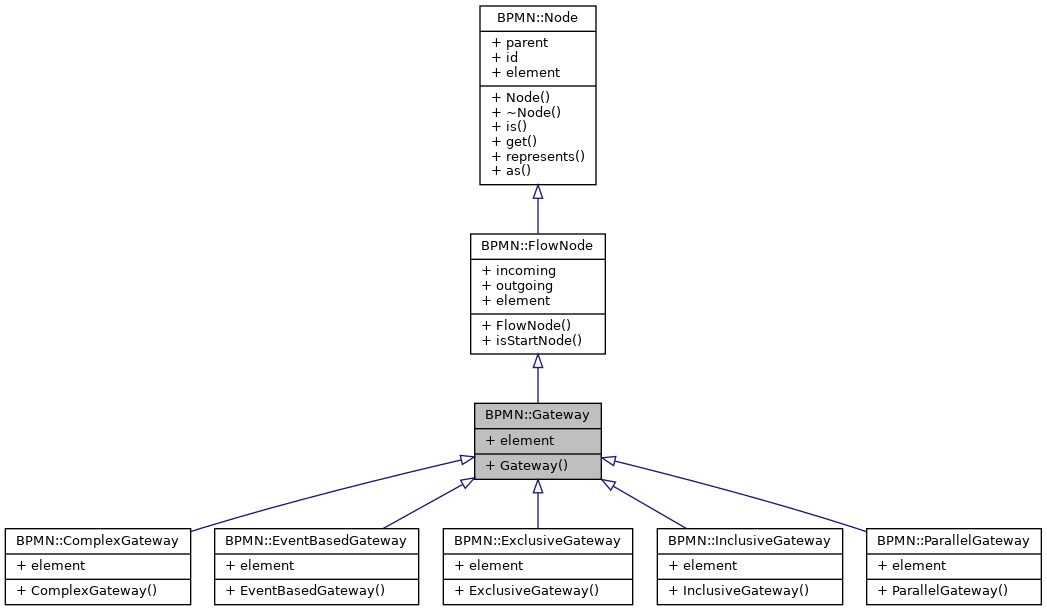 BPMN::Node
+ parent
+ id
+ element
+ Node()
+ ~Node()
+ is()
+ get()
+ represents()
+ as()
BPMN::FlowNode
+ incoming
+ outgoing
+ element
+ FlowNode()
+ isStartNode()
BPMN::Gateway
+ element
+ Gateway()
BPMN::ComplexGateway
+ element
+ ComplexGateway()
BPMN::EventBasedGateway
+ element
+ EventBasedGateway()
BPMN::ExclusiveGateway
+ element
+ ExclusiveGateway()
BPMN::InclusiveGateway
+ element
+ InclusiveGateway()
BPMN::ParallelGateway
+ element
+ ParallelGateway()